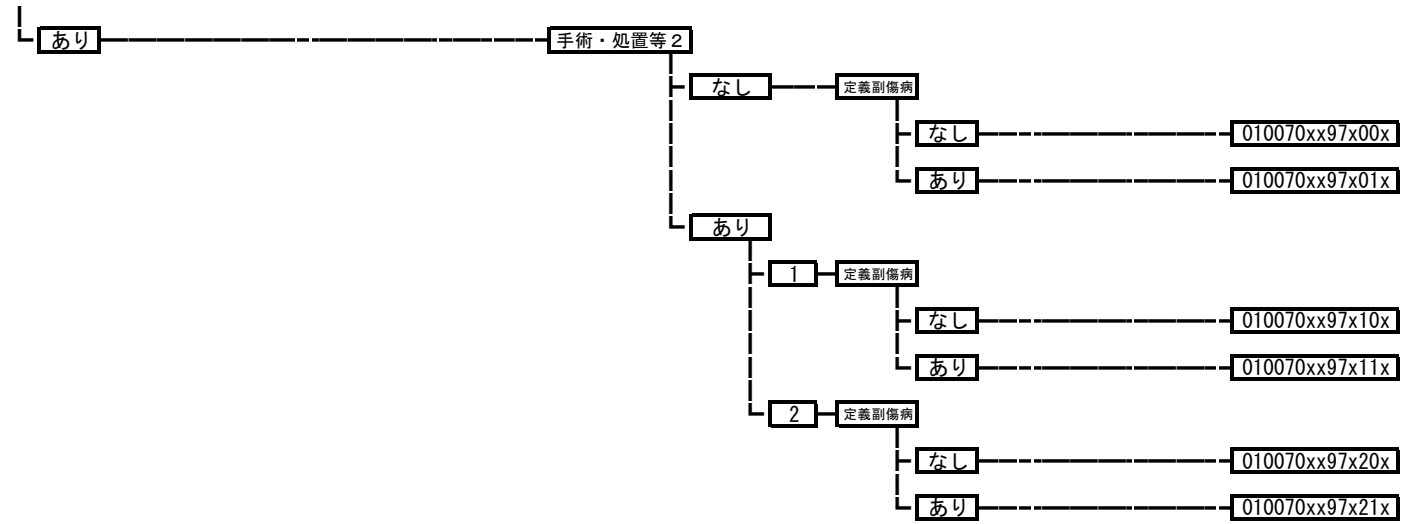 あり 手術・処置等２
なし 定義副傷病
なし 010070xx97x00x
あり 010070xx97x01x
あり
1 定義副傷病
なし 010070xx97x10x
あり 010070xx97x11x
2 定義副傷病
なし 010070xx97x20x
あり 010070xx97x21x